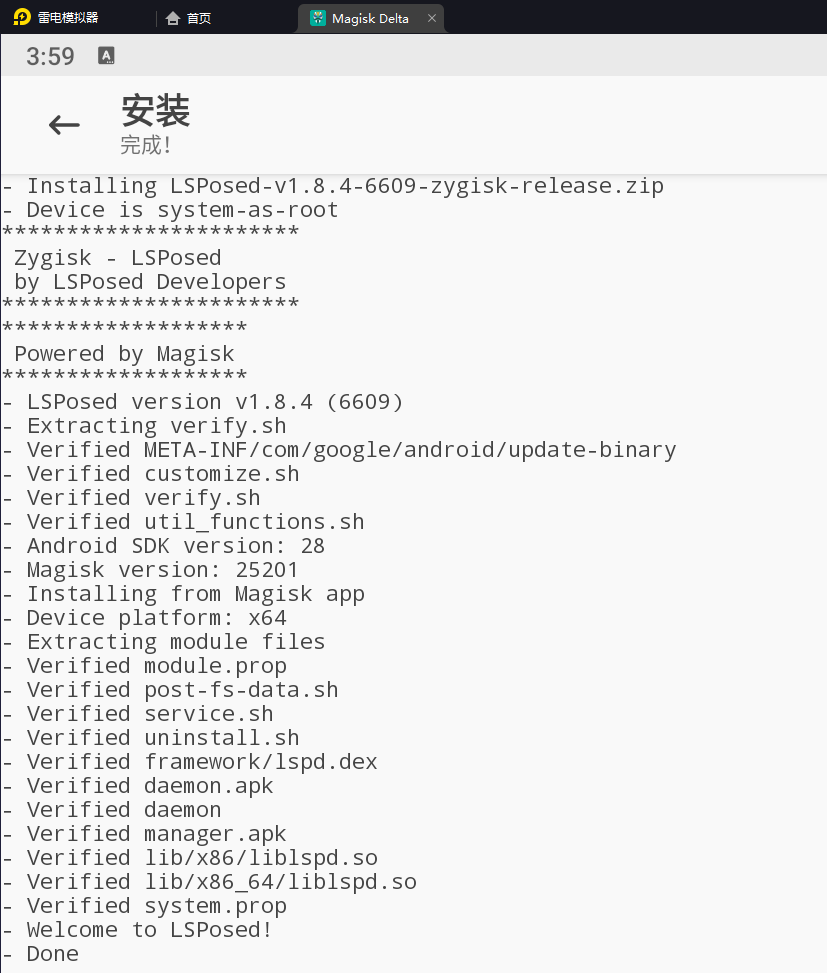 雷电模拟器
首页
Magisk Delta
3:59
A
安装
完成！
- Installing LSPosed-v1.8.4-6609-zygisk-release.zip
- Device is system-as-root
***********************
Zygisk - LSPosed
by LSPosed Developers
***********************
*******************
Powered by Magisk
*******************
- LSPosed version v1.8.4 (6609)
- Extracting verify.sh
- Verified META-INF/com/google/android/update-binary
- Verified customize.sh
- Verified verify.sh
- Verified util_functions.sh
- Android SDK version: 28
- Magisk version: 25201
- Installing from Magisk app
- Device platform: x64
- Extracting module files
- Verified module.prop
- Verified post-fs-data.sh
- Verified service.sh
- Verified uninstall.sh
- Verified framework/lspd.dex
- Verified daemon.apk
- Verified daemon
- Verified manager.apk
- Verified lib/x86/liblspd.so
- Verified lib/x86_64/liblspd.so
- Verified system.prop
- Welcome to LSPosed!
- Done